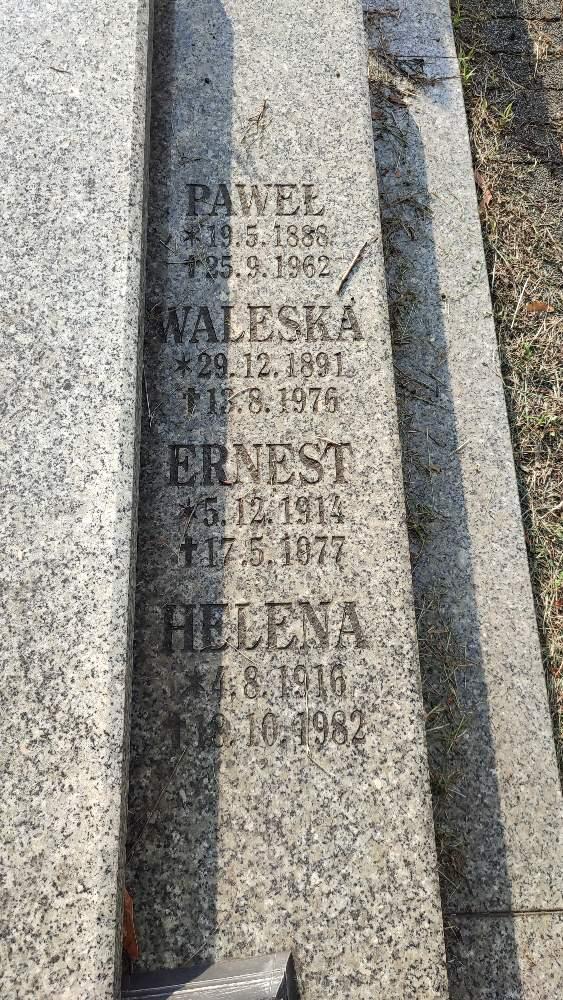 PAWEŁ
*19.5.1888
†25.9.1962
WALESKA
*29.12.1891
†13.8.1976
ERNEST
*5.12.1914
†17.5.1977
HELENA
*4.8.1916
†18.10.1982